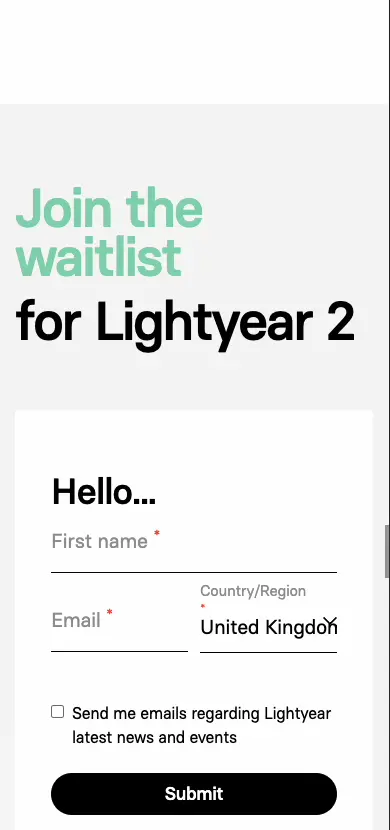 Join the
waitlist
for Lightyear 2
Hello...
First name *
Country/Region
*
Email *
United Kingdom
Send me emails regarding Lightyear
latest news and events
Submit